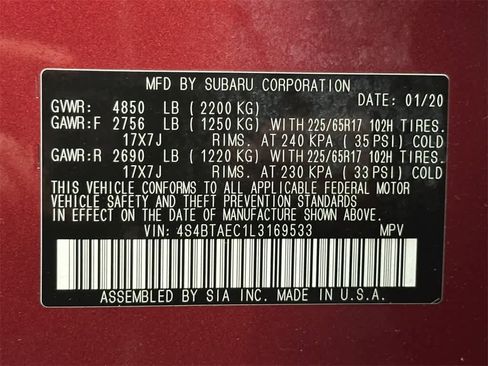 MFD BY SUBARU CORPORATION
GVWR: 4850 LB (2200 KG) DATE: 01/20
GAWR:F 2756 LB (1250 KG) WITH 225/65R17 102H TIRES.
17X7J RIMS. AT 240 KPA (35 PSI) COLD
GAWR:R 2690 LB (1220 KG) WITH 225/65R17 102H TIRES.
17X7J RIMS. AT 230 KPA (33 PSI) COLD
THIS VEHICLE CONFORMS TO ALL APPLICABLE FEDERAL MOTOR
VEHICLE SAFETY AND THEFT PREVENTION STANDARDS
IN EFFECT ON THE DATE OF MANUFACTURE SHOWN ABOVE.
VIN: 4S4BTAEC1L3169533 MPV
ASSEMBLED BY SIA INC. MADE IN U.S.A.